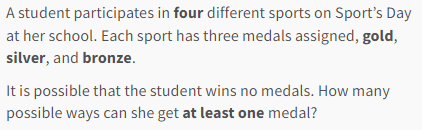 A student participates in four different sports on Sport’s Day
at her school. Each sport has three medals assigned, gold,
silver, and bronze.
It is possible that the student wins no medals. How many
possible ways can she get at least one medal?